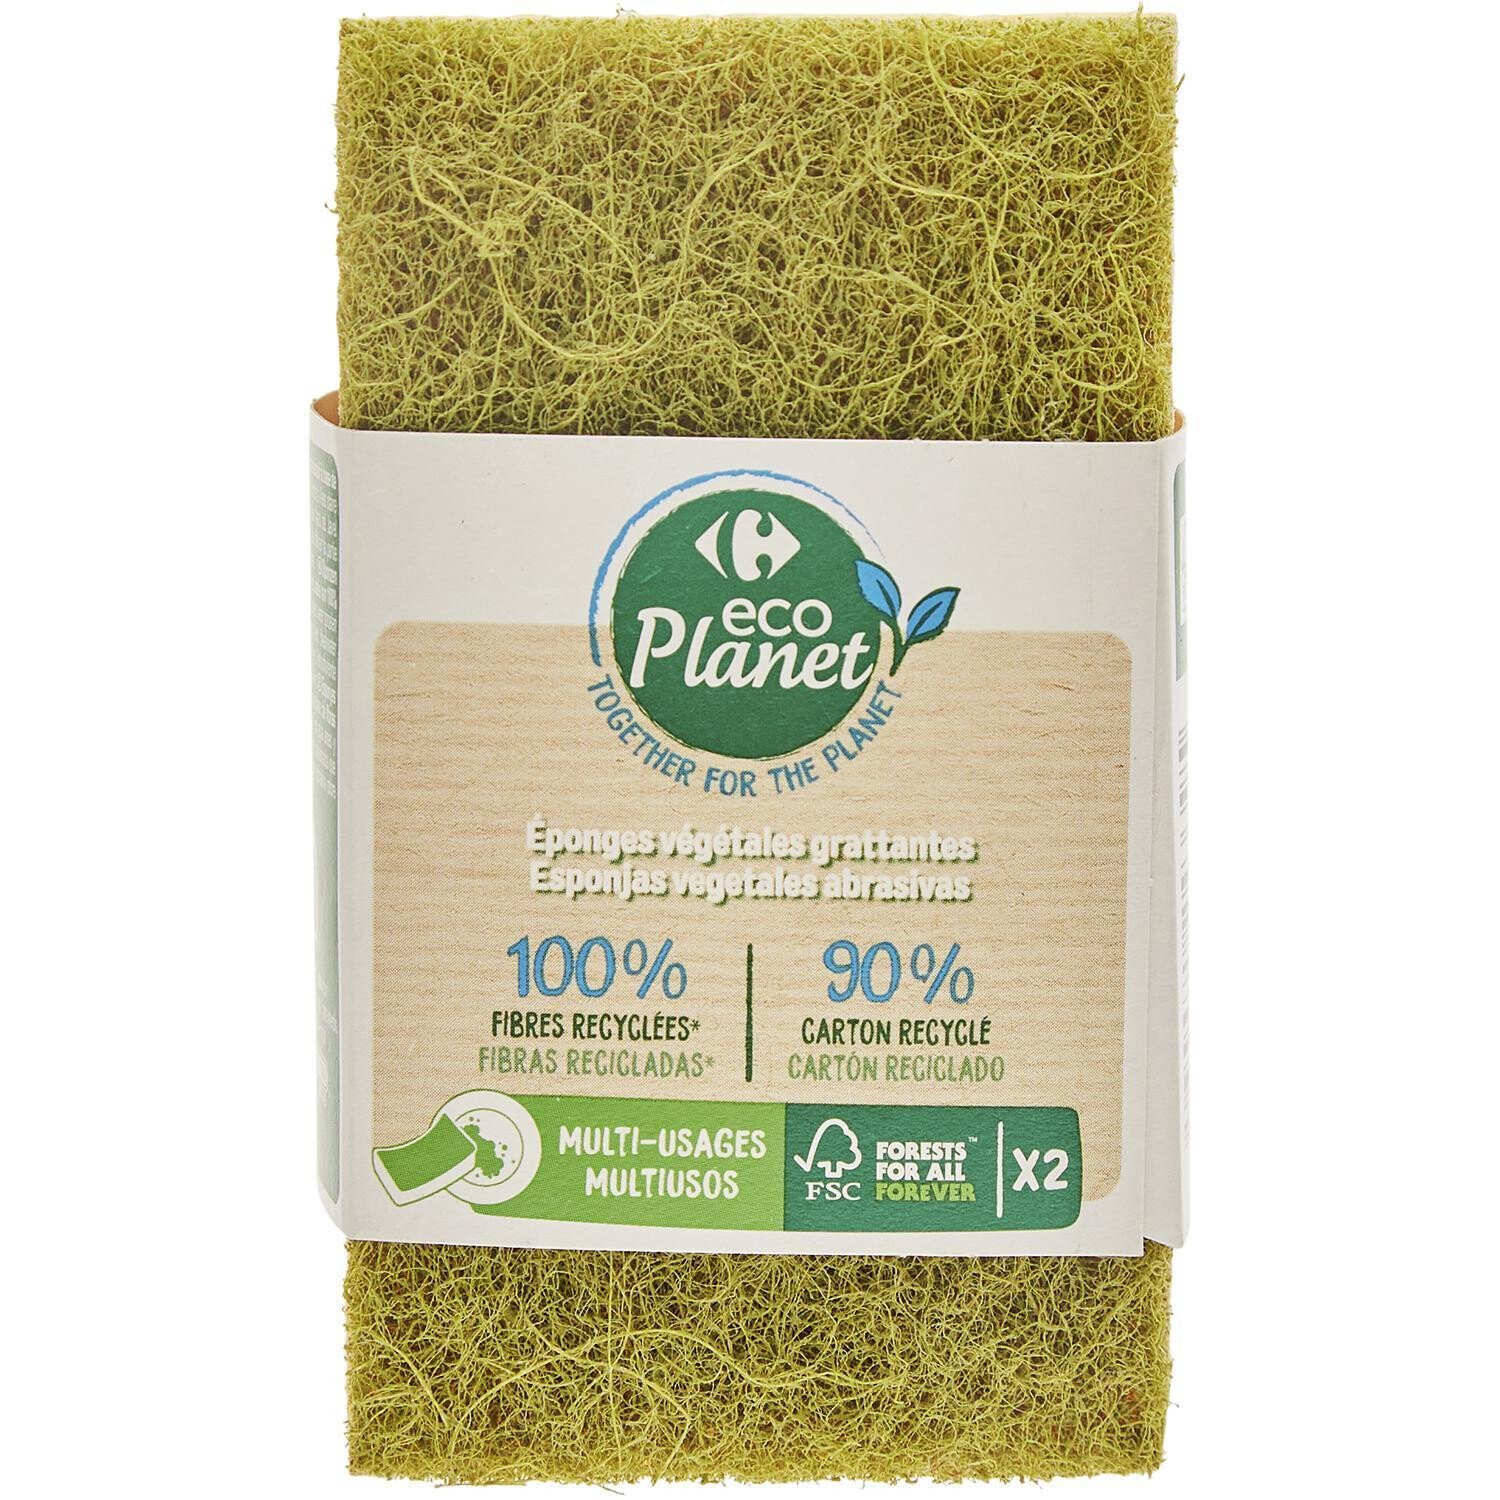 eco
Planet
TOGETHER FOR THE PLANET
Éponges végétales grattantes
Esponjas vegetales abrasivas
100% 90%
FIBRES RECYCLÉES* CARTON RECYCLÉ
FIBRAS RECICLADAS* CARTÓN RECICLADO
MULTI-USAGES
MULTIUSOS
FSC
FORESTS™
FOR ALL
FOREVER
X2